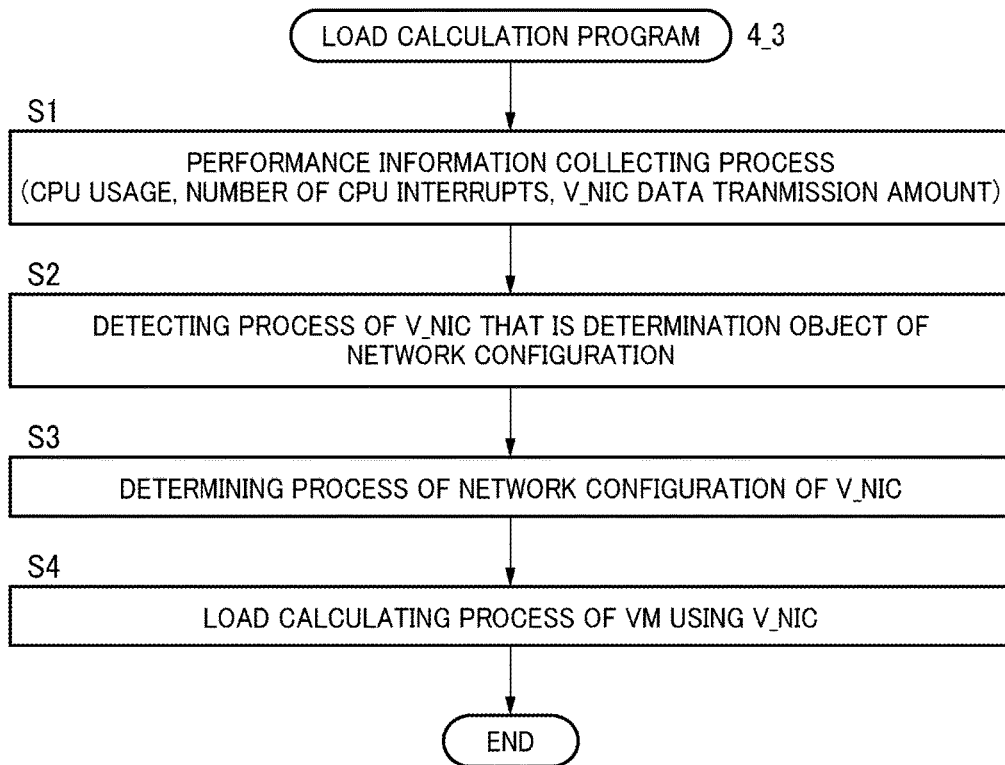 LOAD CALCULATION PROGRAM 4_3
S1
PERFORMANCE INFORMATION COLLECTING PROCESS
(CPU USAGE, NUMBER OF CPU INTERRUPTS, V_NIC DATA TRANMISSION AMOUNT)
S2
DETECTING PROCESS OF V_NIC THAT IS DETERMINATION OBJECT OF
NETWORK CONFIGURATION
S3
DETERMINING PROCESS OF NETWORK CONFIGURATION OF V_NIC
S4
LOAD CALCULATING PROCESS OF VM USING V_NIC
END